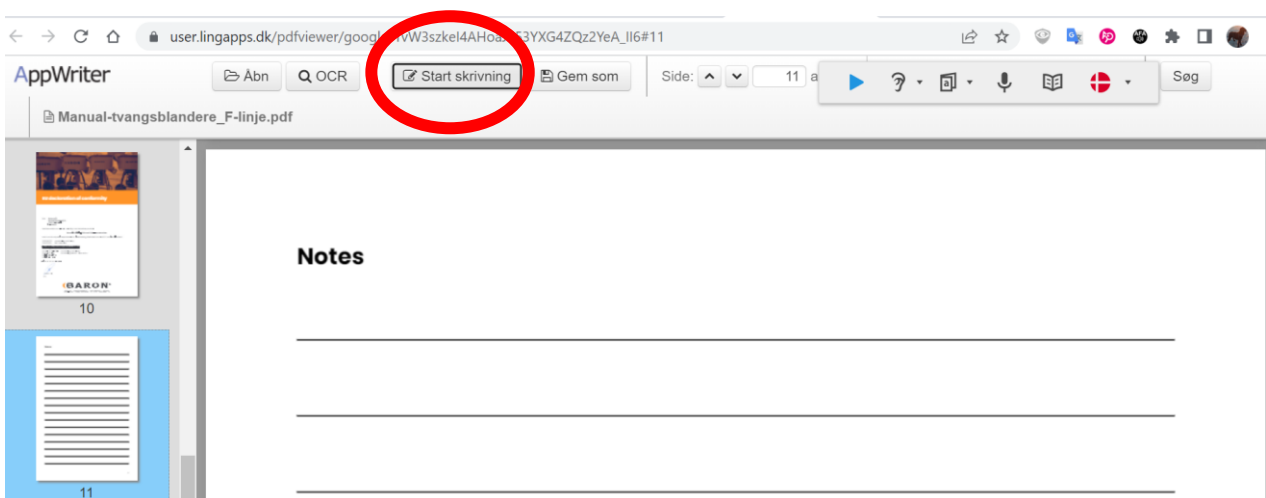 user.lingapps.dk/pdfviewer/goog
#11
AppWriter
Åbn
OCR
Start skrivning
Gem som
Side:
11
Søg
Manual-tvangsblandere_F-linje.pdf
BARON
10
11
Notes